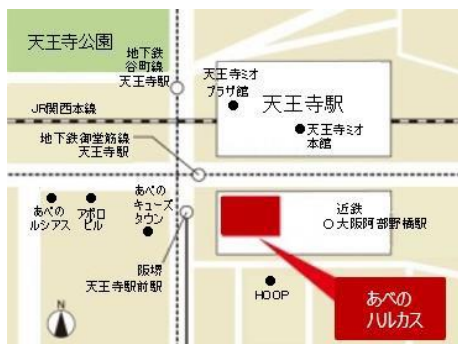 天王寺公園
地下鉄
谷町線
天王寺駅
天王寺ミオ
プラザ館
天王寺駅
JR関西本線
天王寺ミオ
本館
地下鉄御堂筋線
天王寺駅
あべの
ルシアス
アポロ
ビル
あべの
キューズ
タウン
近鉄
大阪阿部野橋駅
阪堺
天王寺駅前駅
N
HOOP
あべの
ハルカス